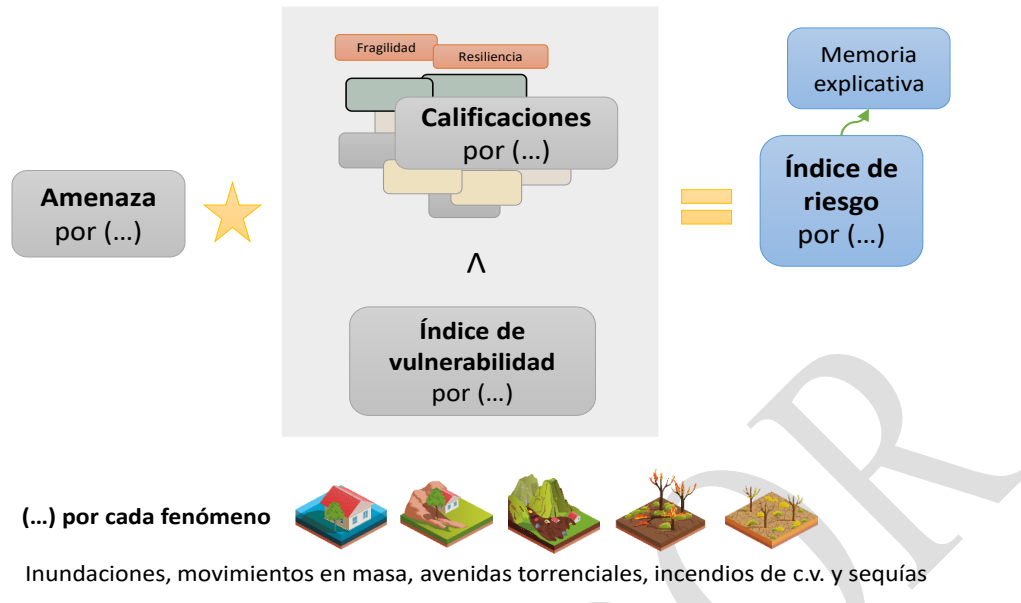 Fragilidad
Resiliencia
Calificaciones
por (...)
Memoria
explicativa
Amenaza
por (...)
Índice de
riesgo
por (...)
Λ
Índice de
vulnerabilidad
por (...)
(...) por cada fenómeno
Inundaciones, movimientos en masa, avenidas torrenciales, incendios de c.v. y sequías
OR